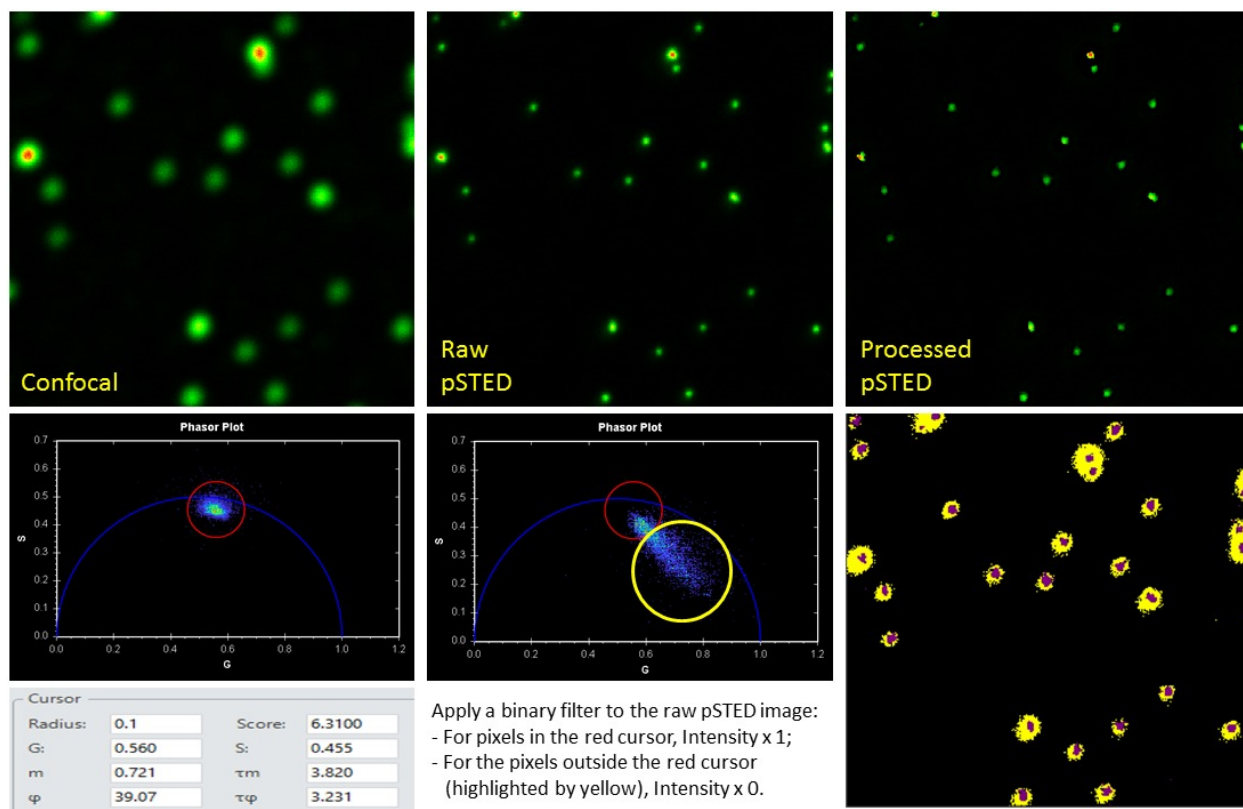 Confocal
Raw
pSTED
Processed
pSTED
Phasor Plot
0.7
0.6
0.5
0.4
0.3
0.2
0.1
0.0
S
0.0 0.2 0.4 0.6 0.8 1.0 1.2
G
Phasor Plot
0.7
0.6
0.5
0.4
0.3
0.2
0.1
0.0
S
0.0 0.2 0.4 0.6 0.8 1.0 1.2
G
Cursor
Radius: 0.1 Score: 6.3100
G: 0.560 S: 0.455
m 0.721 τm 3.820
φ 39.07 τφ 3.231
Apply a binary filter to the raw pSTED image:
- For pixels in the red cursor, Intensity x 1;
- For the pixels outside the red cursor
(highlighted by yellow), Intensity x 0.